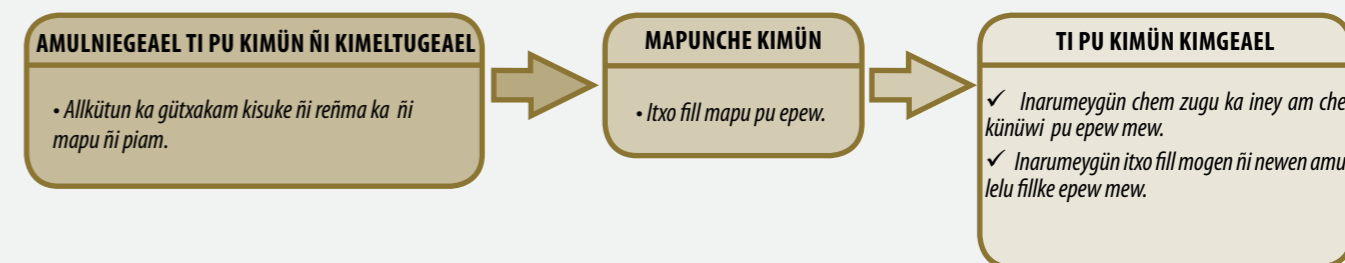 AMULNIEGEAEL TI PU KIMÜN ÑI KIMELTUGEAEL
• Allkütun ka gütxakam kisuke ñi reñma ka ñi
mapu ñi piam.
MAPUNCHE KIMÜN
• Itxo fill mapu pu epew.
TI PU KIMÜN KIMGEAEL
✓ Inarumeygün chem zugu ka iney am che
künüwi pu epew mew.
✓ Inarumeygün itxo fill mogen ñi newen amu
lelu fillke epew mew.